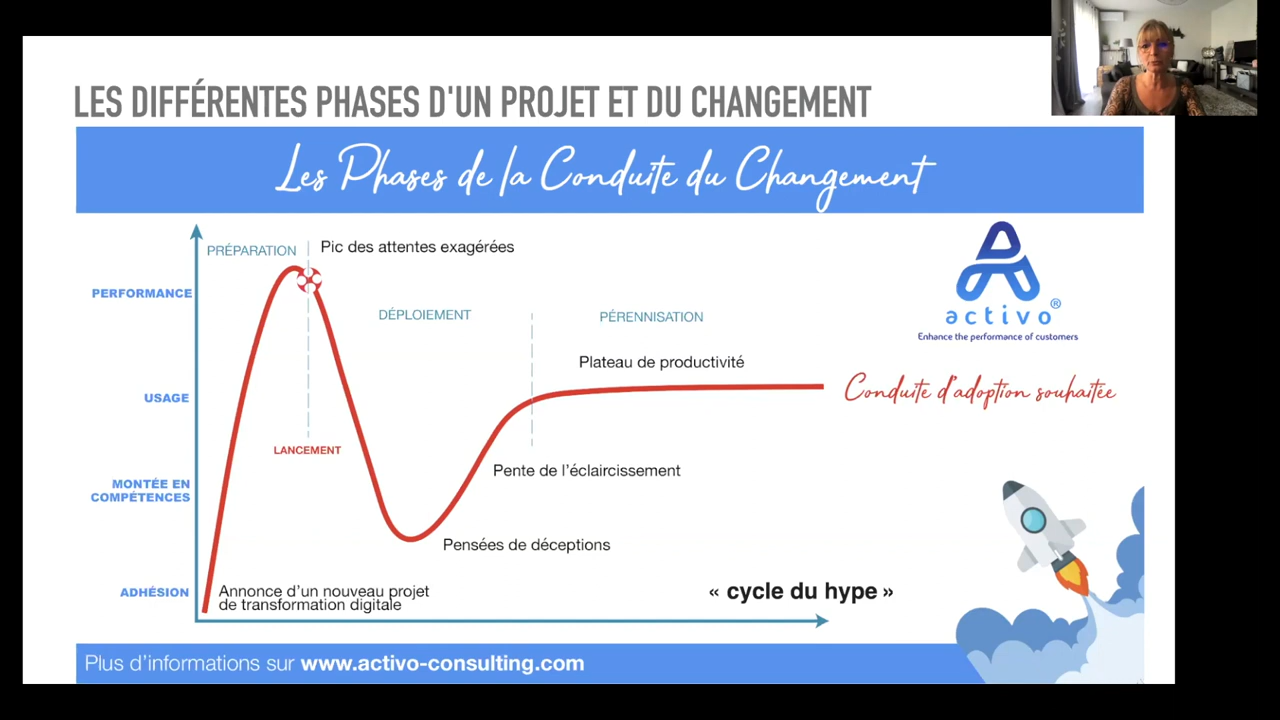 LES DIFFÉRENTES PHASES D'UN PROJET ET DU CHANGEMENT
Les Phases de la Conduite du Changement
PRÉPARATION
Pic des attentes exagérées
PERFORMANCE
DÉPLOIEMENT
PÉRENNISATION
activo®
Enhance the performance of customers
Plateau de productivité
USAGE
Conduite d'adoption souhaitée
LANCEMENT
Pente de l'éclaircissement
MONTÉE EN
COMPÉTENCES
Pensées de déceptions
ADHÉSION
Annonce d'un nouveau projet
de transformation digitale
« cycle du hype »
Plus d'informations sur www.activo-consulting.com